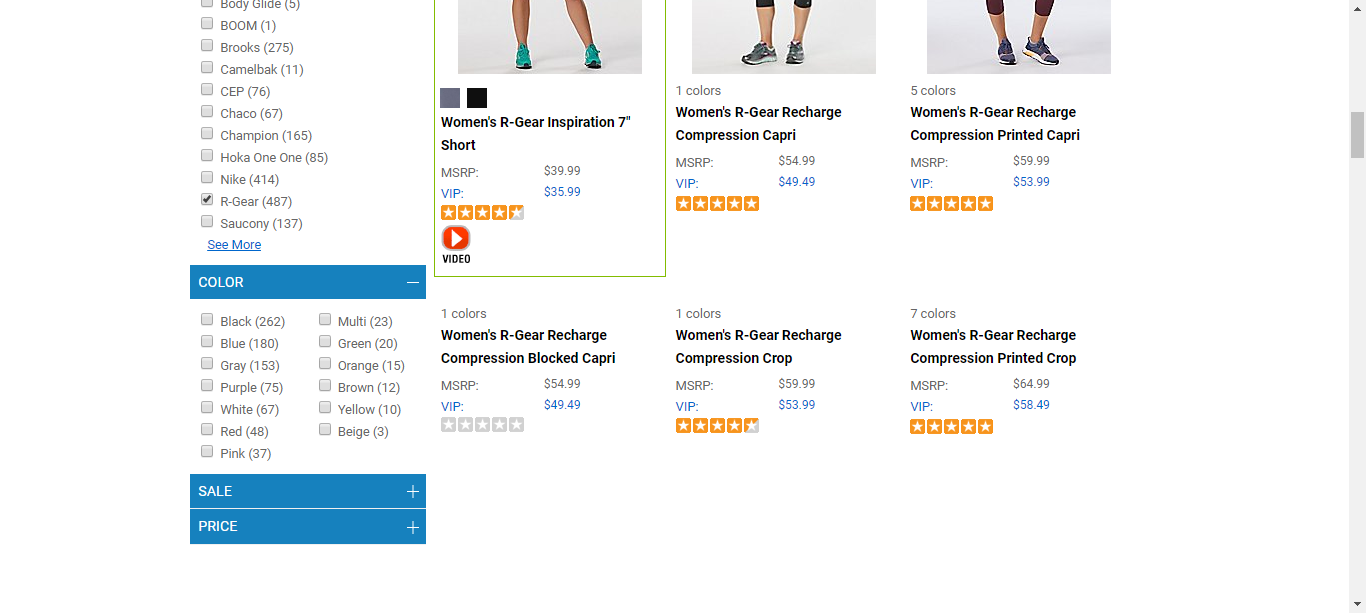 Body Glide (5)
BOOM (1)
Brooks (275)
Camelbak (11)
CEP (76)
Chaco (67)
Champion (165)
Hoka One One (85)
Nike (414)
R-Gear (487)
Saucony (137)
See More
COLOR
Black (262)
Blue (180)
Gray (153)
Purple (75)
White (67)
Red (48)
Pink (37)
Multi (23)
Green (20)
Orange (15)
Brown (12)
Yellow (10)
Beige (3)
SALE
PRICE
Women's R-Gear Inspiration 7"
Short
MSRP: $39.99
VIP: $35.99
VIDEO
1 colors
Women's R-Gear Recharge
Compression Capri
MSRP: $54.99
VIP: $49.49
5 colors
Women's R-Gear Recharge
Compression Printed Capri
MSRP: $59.99
VIP: $53.99
1 colors
Women's R-Gear Recharge
Compression Blocked Capri
MSRP: $54.99
VIP: $49.49
1 colors
Women's R-Gear Recharge
Compression Crop
MSRP: $59.99
VIP: $53.99
7 colors
Women's R-Gear Recharge
Compression Printed Crop
MSRP: $64.99
VIP: $58.49